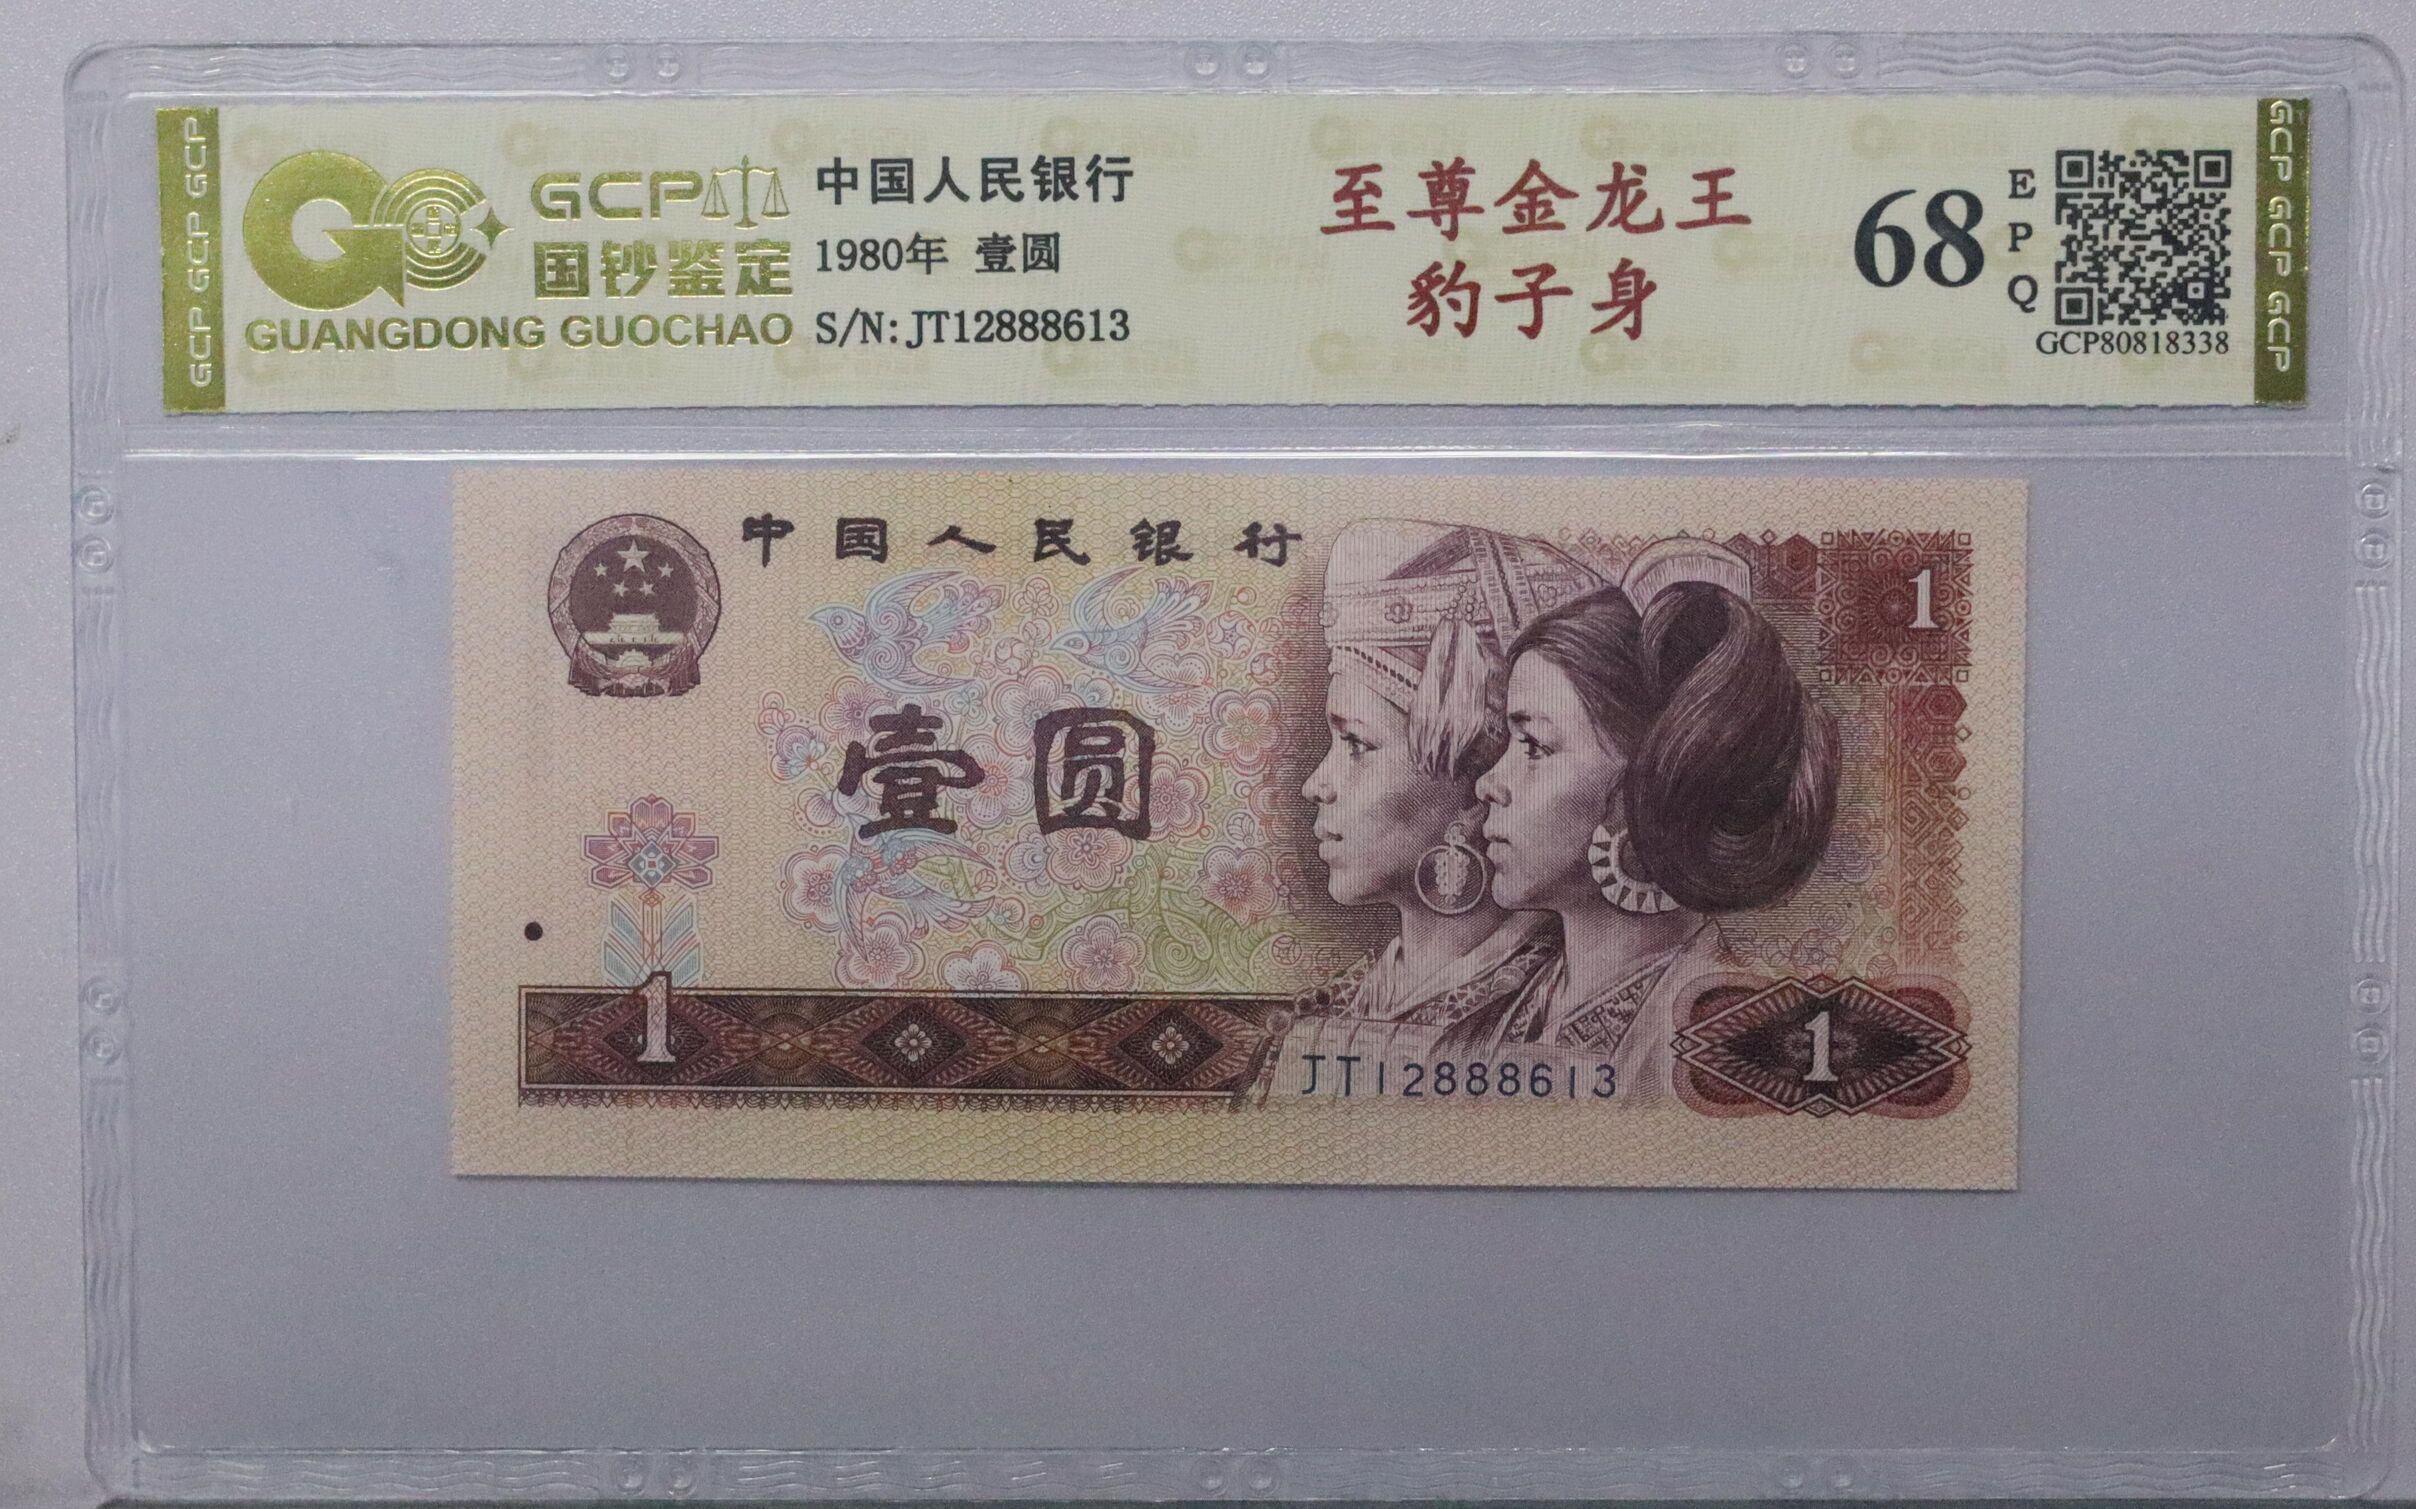 GCP GCP GCP
GCP
国钞鉴定
GUANGDONG GUOCHAO
中国人民银行
1980年 壹圆
S/N:JT12888613
至尊金龙王
豹子身
68
EPQ
GCP80818338
GCP GCP GCP
中国人民银行
1
壹圆
1
1
JT12888613